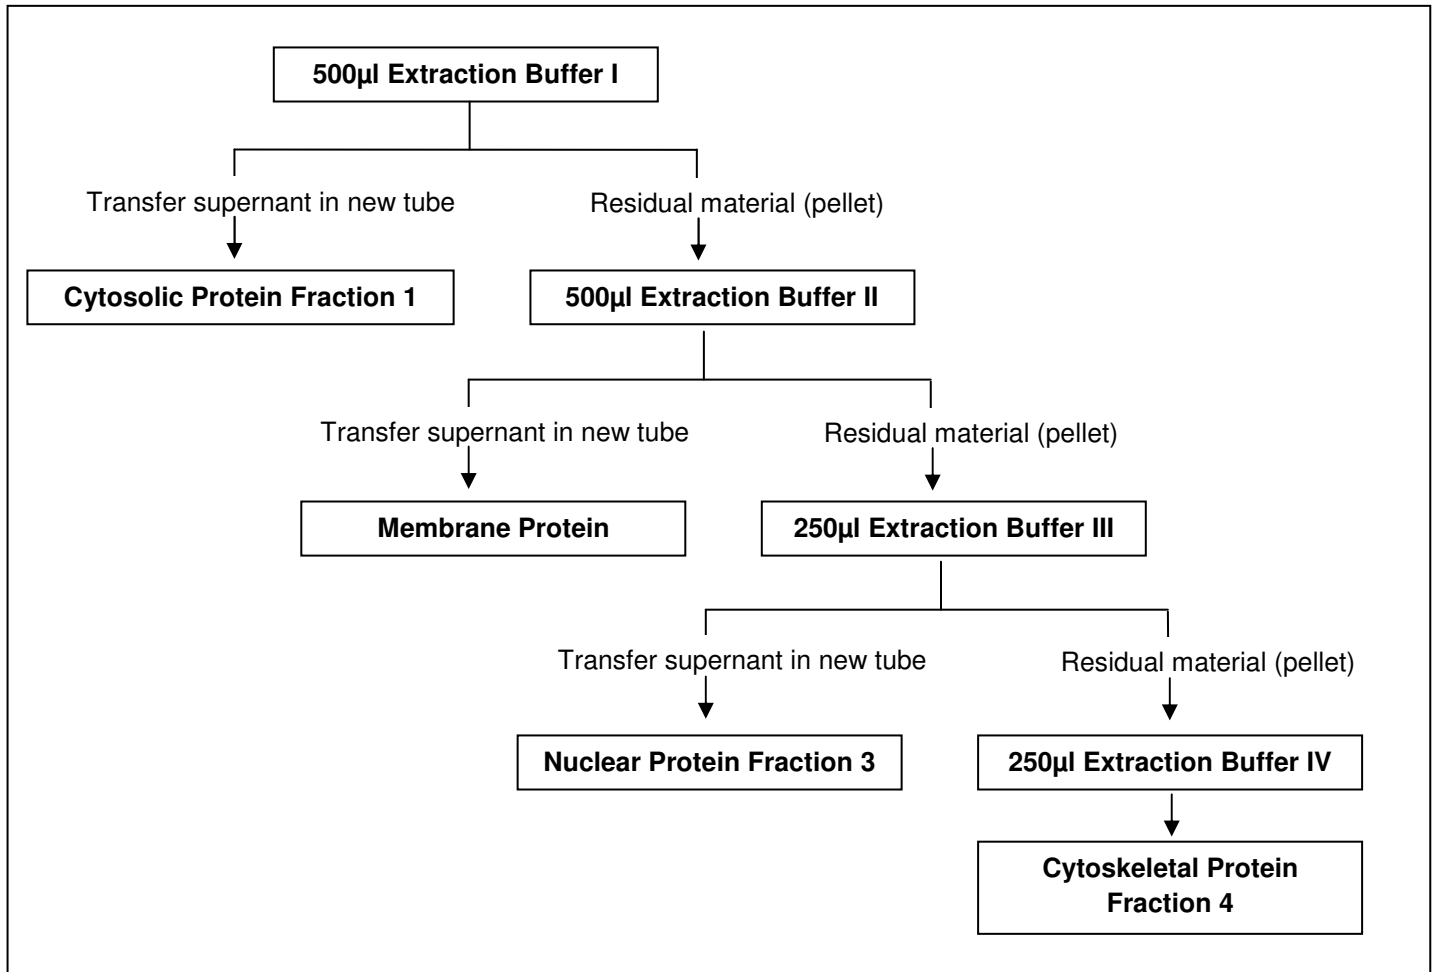 500µl Extraction Buffer I
Transfer supernant in new tube
Residual material (pellet)
Cytosolic Protein Fraction 1
500µl Extraction Buffer II
Transfer supernant in new tube
Residual material (pellet)
Membrane Protein
250µl Extraction Buffer III
Transfer supernant in new tube
Residual material (pellet)
Nuclear Protein Fraction 3
250µl Extraction Buffer IV
Cytoskeletal Protein
Fraction 4